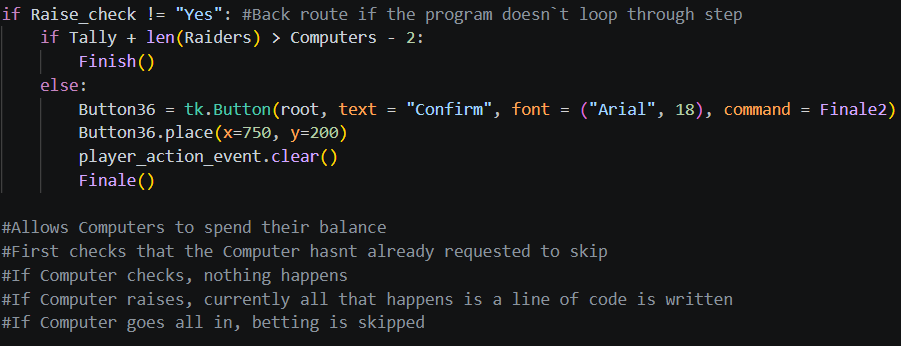 if Raise_check != "Yes": #Back route if the program doesn`t loop through step
    if Tally + len(Raiders) > Computers - 2:
        Finish()
    else:
        Button36 = tk.Button(root, text = "Confirm", font = ("Arial", 18), command = Finale2)
        Button36.place(x=750, y=200)
        player_action_event.clear()
        Finale()

#Allows Computers to spend their balance
#First checks that the Computer hasnt already requested to skip
#If Computer checks, nothing happens
#If Computer raises, currently all that happens is a line of code is written
#If Computer goes all in, betting is skipped